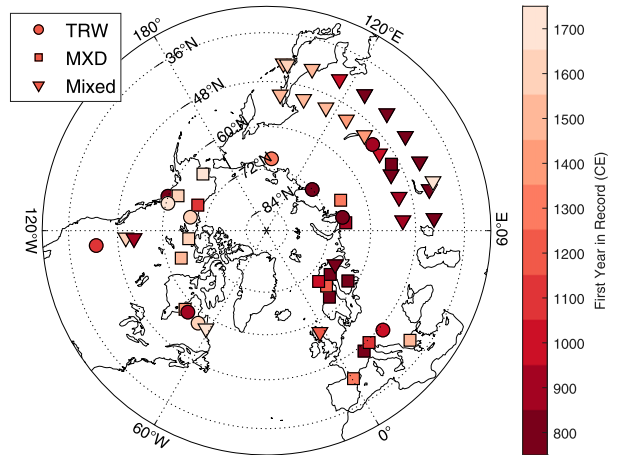 TRW
MXD
Mixed
180°
120°E
36°N
48°N
60°N
72°N
84°N
120°W
60°E
60°W
0°
1700
1600
1500
1400
1300
1200
1100
1000
900
800
First Year in Record (CE)